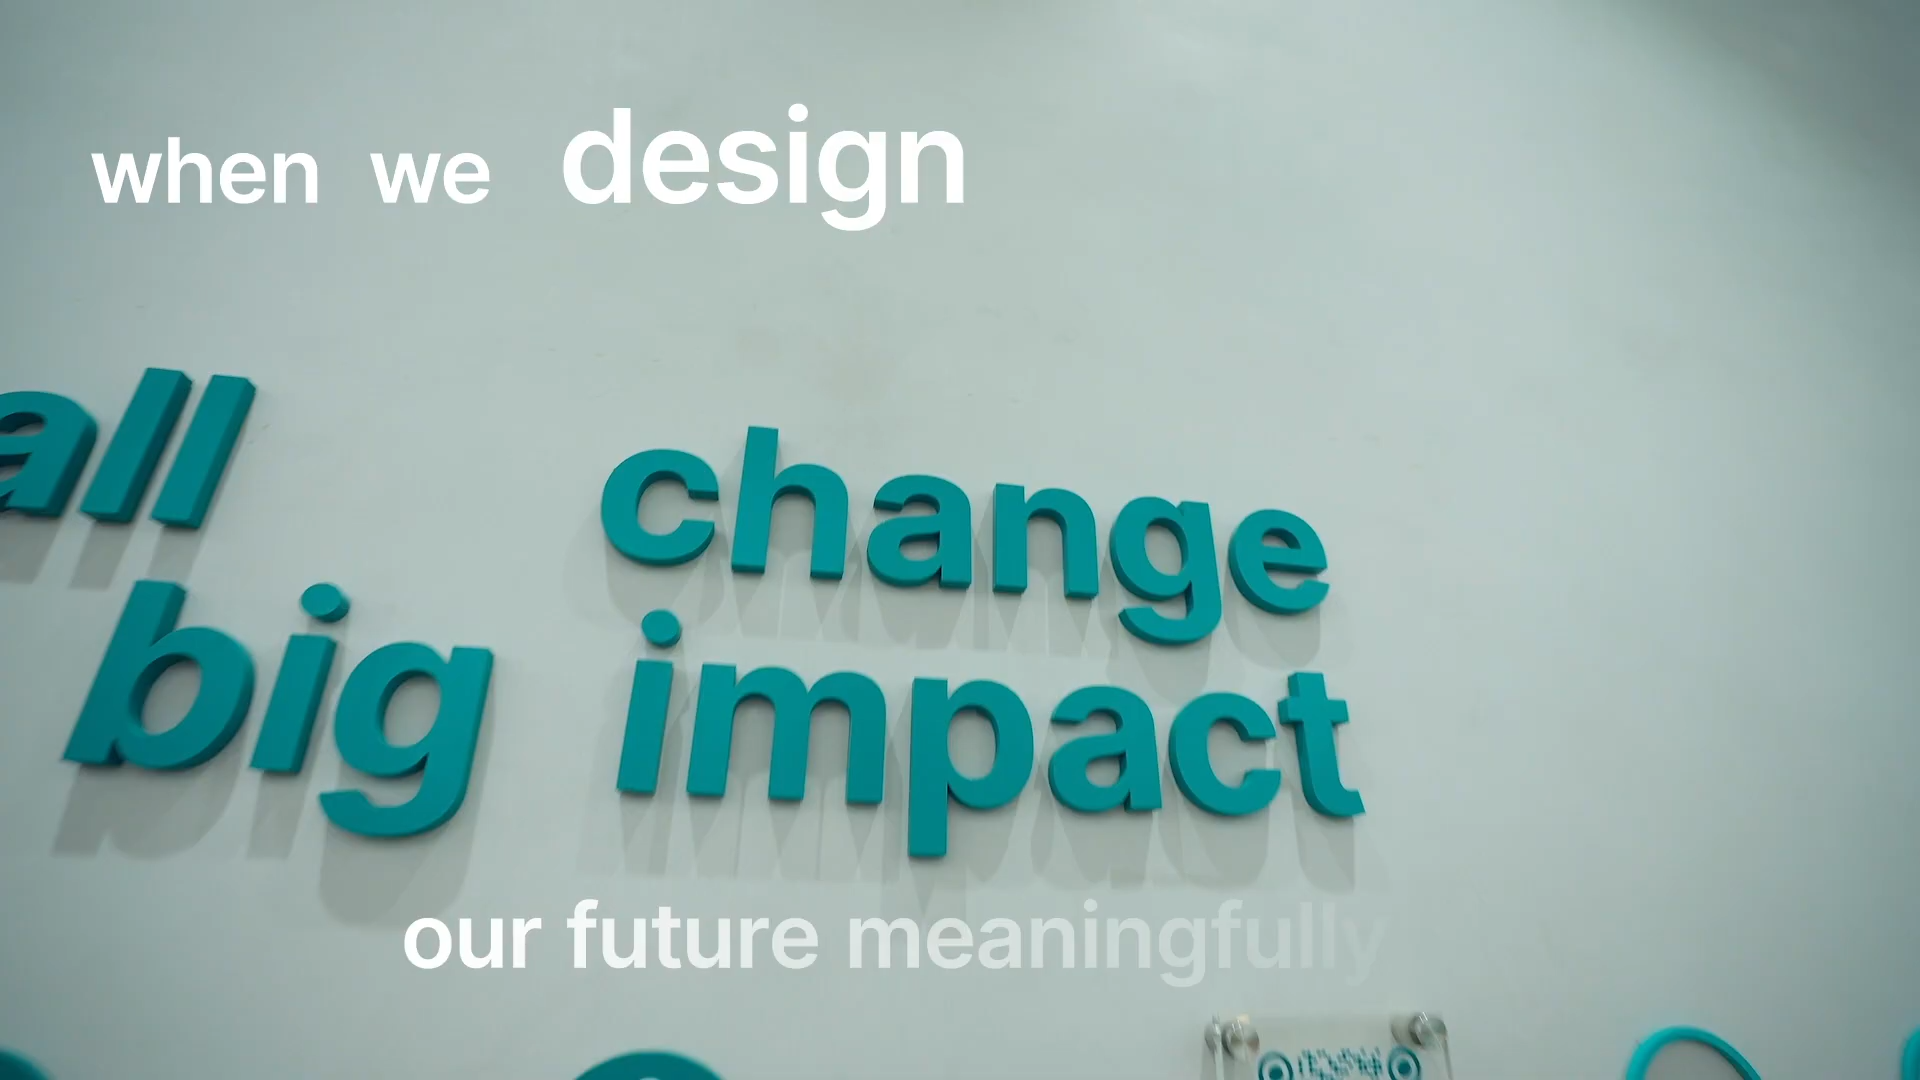 when we design
all change
big impact
our future meaningfully